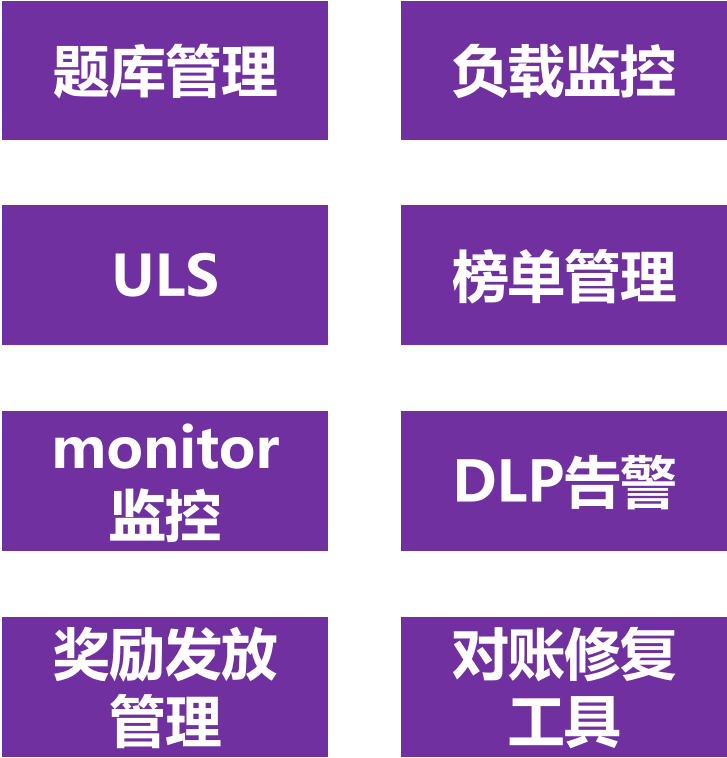 题库管理
负载监控
ULS
榜单管理
monitor
监控
DLP告警
奖励发放
管理
对账修复
工具